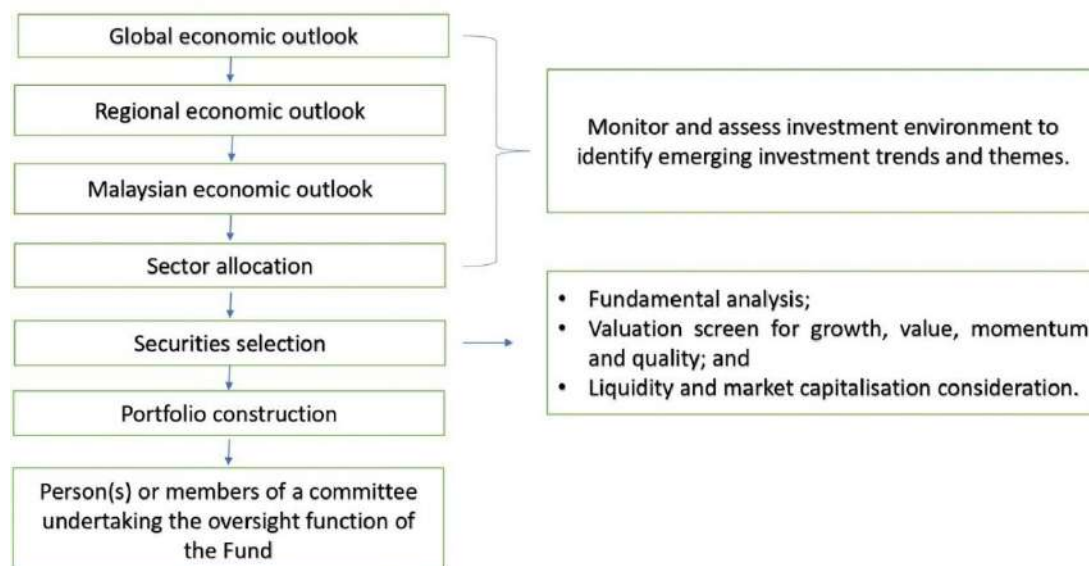 Global economic outlook
Regional economic outlook
Malaysian economic outlook
Sector allocation
Securities selection
Portfolio construction
Person(s) or members of a committee
undertaking the oversight function of
the Fund
Monitor and assess investment environment to
identify emerging investment trends and themes.
• Fundamental analysis;
• Valuation screen for growth, value, momentum
and quality; and
• Liquidity and market capitalisation consideration.